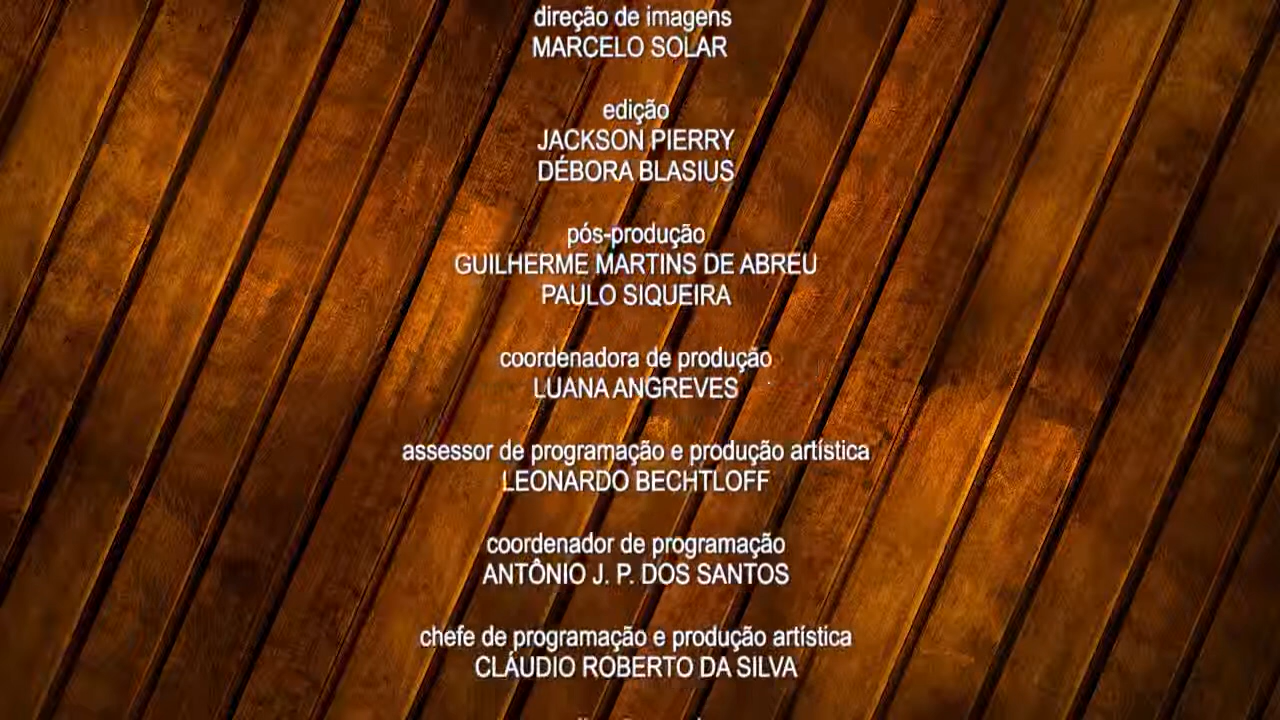 direção de imagens
MARCELO SOLAR
edição
JACKSON PIERRY
DÉBORA BLASIUS
pós-produção
GUILHERME MARTINS DE ABREU
PAULO SIQUEIRA
coordenadora de produção
LUANA ANGREVES
assessor de programação e produção artística
LEONARDO BECHTLOFF
coordenador de programação
ANTÔNIO J. P. DOS SANTOS
chefe de programação e produção artística
CLÁUDIO ROBERTO DA SILVA